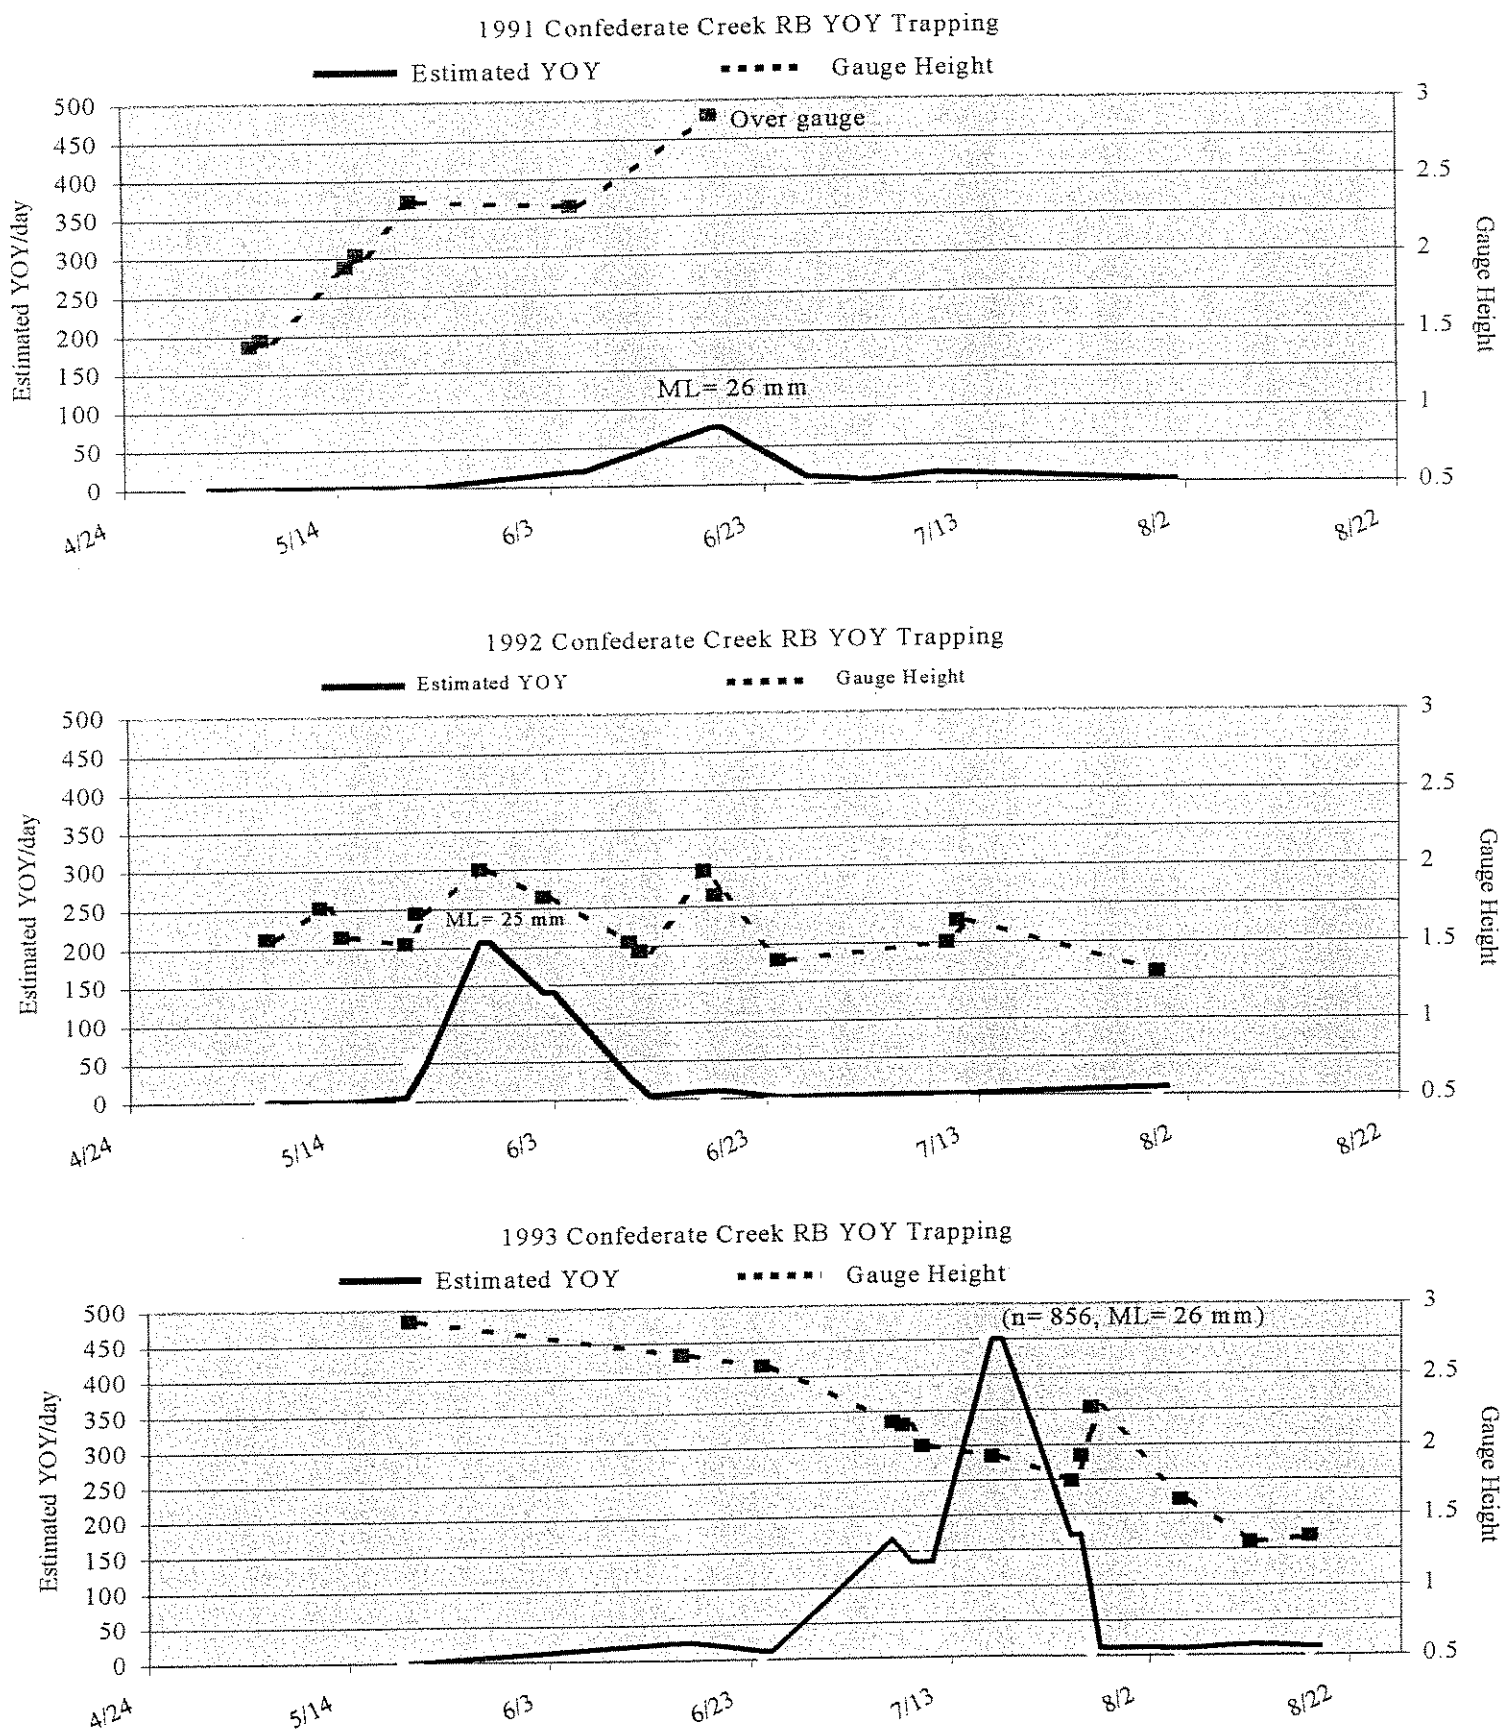 1991 Confederate Creek RB YOY Trapping
Estimated YOY Gauge Height
500
450
400
350
300
250
200
150
100
50
0
Estimated YOY/day
Over gauge
ML= 26 mm
3
2.5
2
1.5
1
0.5
Gauge Height
4/24 5/14 6/3 6/23 7/13 8/2 8/22
1992 Confederate Creek RB YOY Trapping
Estimated YOY Gauge Height
500
450
400
350
300
250
200
150
100
50
0
Estimated YOY/day
ML= 25 mm
3
2.5
2
1.5
1
0.5
Gauge Height
4/24 5/14 6/3 6/23 7/13 8/2 8/22
1993 Confederate Creek RB YOY Trapping
Estimated YOY Gauge Height
500
450
400
350
300
250
200
150
100
50
0
Estimated YOY/day
(n= 856, ML= 26 mm)
3
2.5
2
1.5
1
0.5
Gauge Height
4/24 5/14 6/3 6/23 7/13 8/2 8/22